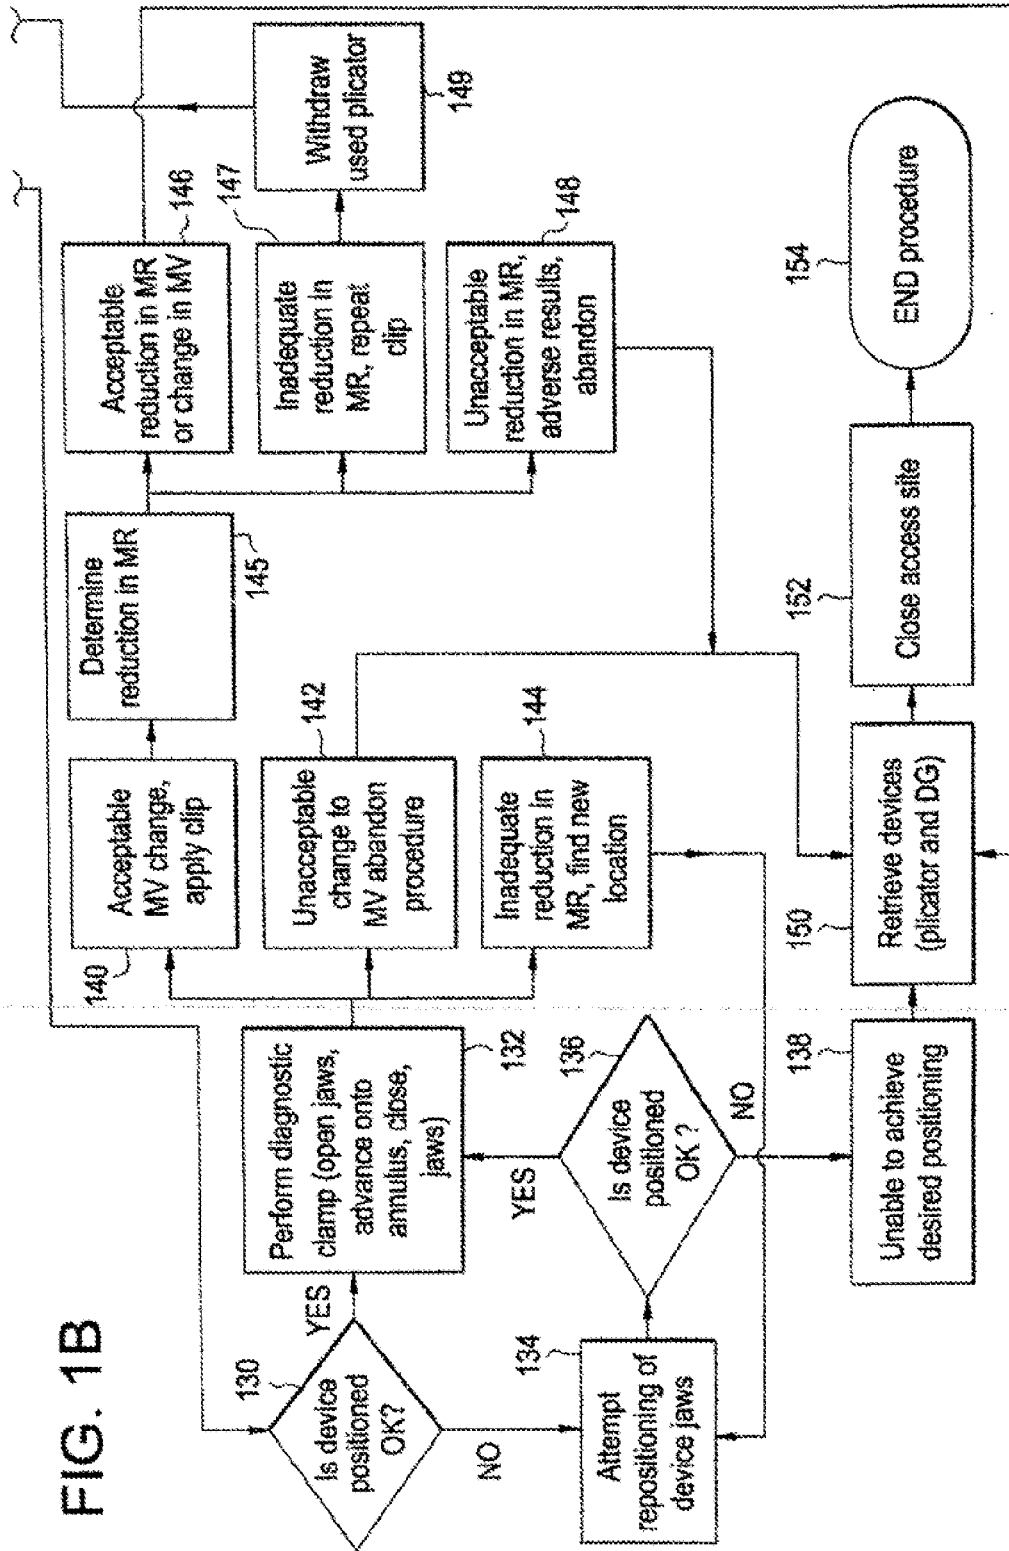 FIG. 1B
130
Is device
positioned
OK?
YES
NO
Perform diagnostic
clamp (open jaws,
advance onto
annulus, close,
jaws)
132
134
Attempt
repositioning of
device jaws
136
Is device
positioned
OK ?
YES
NO
138
Unable to achieve
desired positioning
140
Acceptable
MV change,
apply clip
142
Unacceptable
change to
MV abandon
procedure
144
Inadequate
reduction in
MR, find new
location
Determine
reduction in MR
145
Acceptable
reduction in MR
or change in MV
146
147
Inadequate
reduction in
MR, repeat
clip
148
Unacceptable
reduction in MR,
adverse results,
abandon
Withdraw
used plicator
149
150
Retrieve devices
(plicator and DG)
152
Close access site
154
END procedure